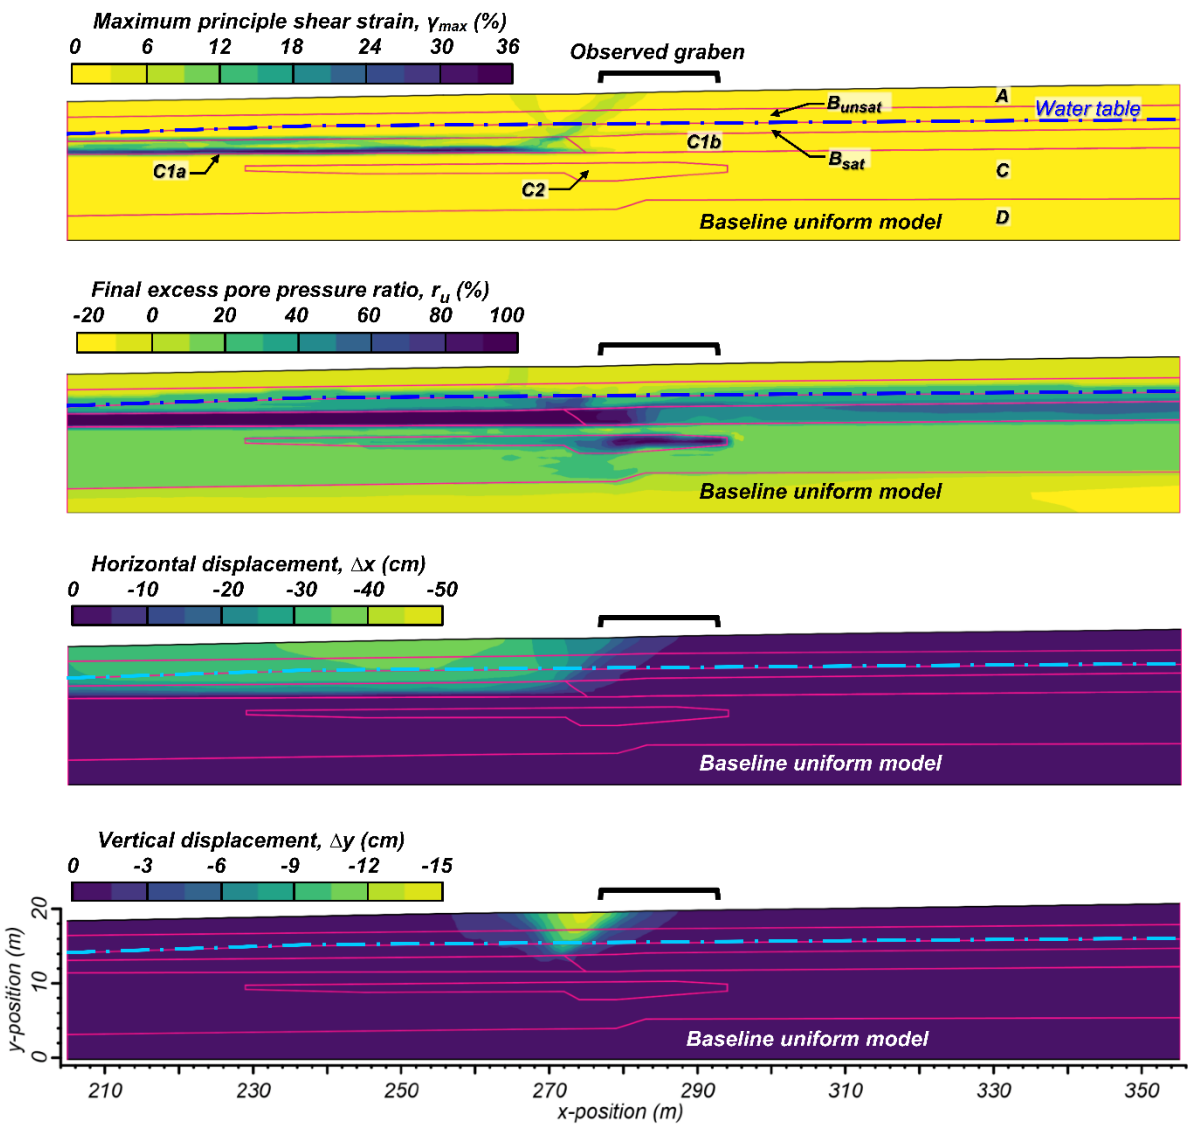 Maximum principle shear strain, γmax (%)
0 6 12 18 24 30 36
Observed graben
A
Bunsat
Water table
C1b
Bsat
C1a
C2
C
D
Baseline uniform model
Final excess pore pressure ratio, ru (%)
-20 0 20 40 60 80 100
Baseline uniform model
Horizontal displacement, Δx (cm)
0 -10 -20 -30 -40 -50
Baseline uniform model
Vertical displacement, Δy (cm)
0 -3 -6 -9 -12 -15
20
10
0
y-position (m)
Baseline uniform model
210 230 250 270 290 310 330 350
x-position (m)